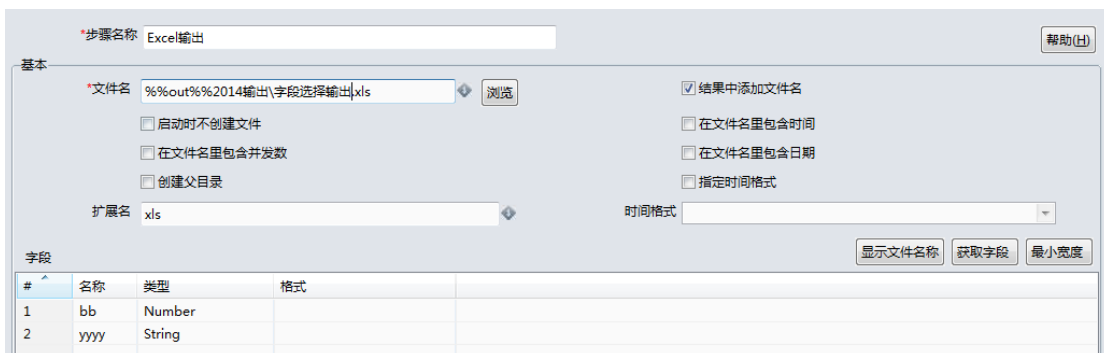 *步骤名称 Excel输出 帮助(H)
基本
*文件名 %%out%%2014输出\字段选择输出.xls 浏览 结果中添加文件名
启动时不创建文件 在文件名里包含时间
在文件名里包含并发数 在文件名里包含日期
创建父目录 指定时间格式
扩展名 xls 时间格式
字段 显示文件名称 获取字段 最小宽度
# 名称 类型 格式
1 bb Number
2 yyyy String